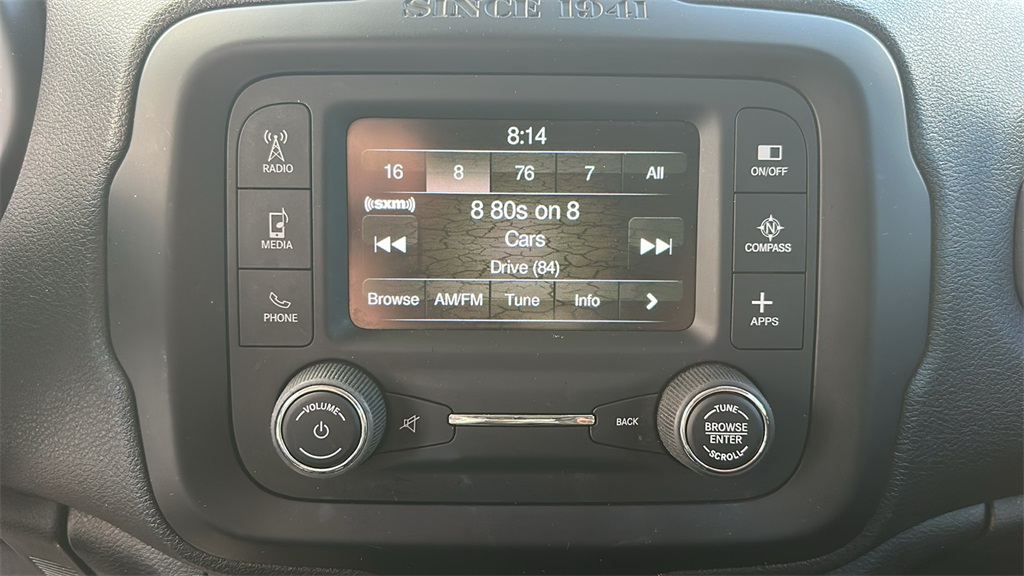 SINCE 1941
8:14
16 8 76 7 All
((sxm))
8 80s on 8
Cars
Drive (84)
Browse AM/FM Tune Info
RADIO
MEDIA
PHONE
ON/OFF
N
COMPASS
APPS
VOLUME
BACK
TUNE
BROWSE
ENTER
SCROLL